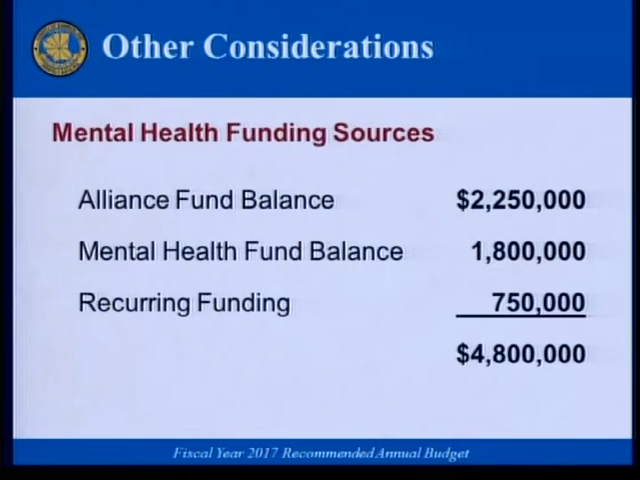 Other Considerations
Mental Health Funding Sources
Alliance Fund Balance $2,250,000
Mental Health Fund Balance 1,800,000
Recurring Funding 750,000
$4,800,000
Fiscal Year 2017 Recommended Annual Budget